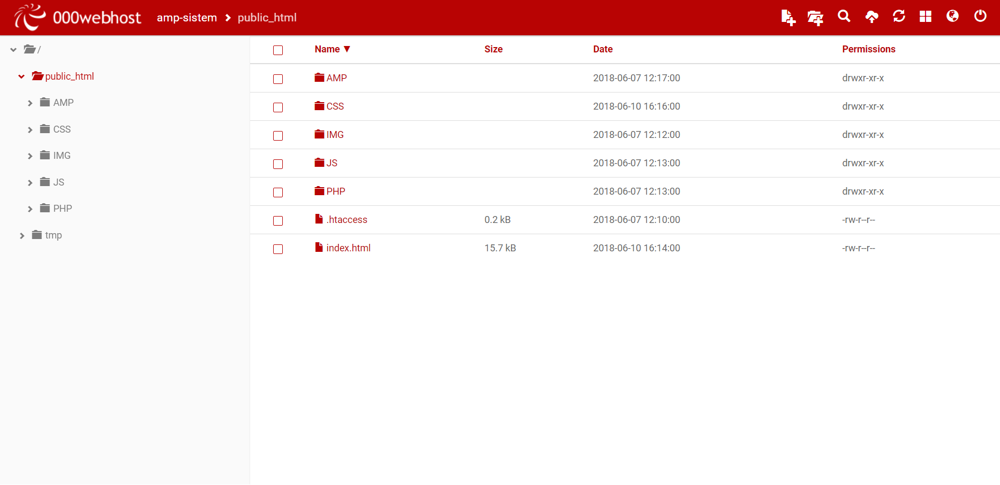 000webhost amp-sistem public_html
/
public_html
AMP
CSS
IMG
JS
PHP
tmp
Name ▼ Size Date Permissions
AMP 2018-06-07 12:17:00 drwxr-xr-x
CSS 2018-06-10 16:16:00 drwxr-xr-x
IMG 2018-06-07 12:12:00 drwxr-xr-x
JS 2018-06-07 12:13:00 drwxr-xr-x
PHP 2018-06-07 12:13:00 drwxr-xr-x
.htaccess 0.2 kB 2018-06-07 12:10:00 -rw-r--r--
index.html 15.7 kB 2018-06-10 16:14:00 -rw-r--r--